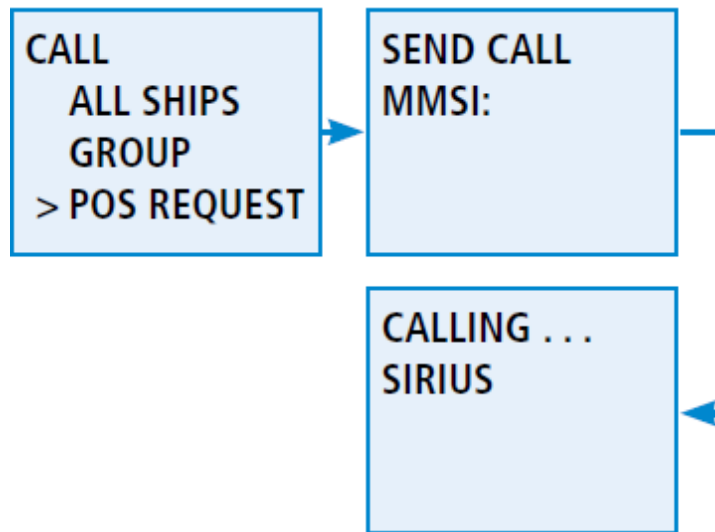 CALL
ALL SHIPS
GROUP
> POS REQUEST
SEND CALL
MMSI:
CALLING . . .
SIRIUS